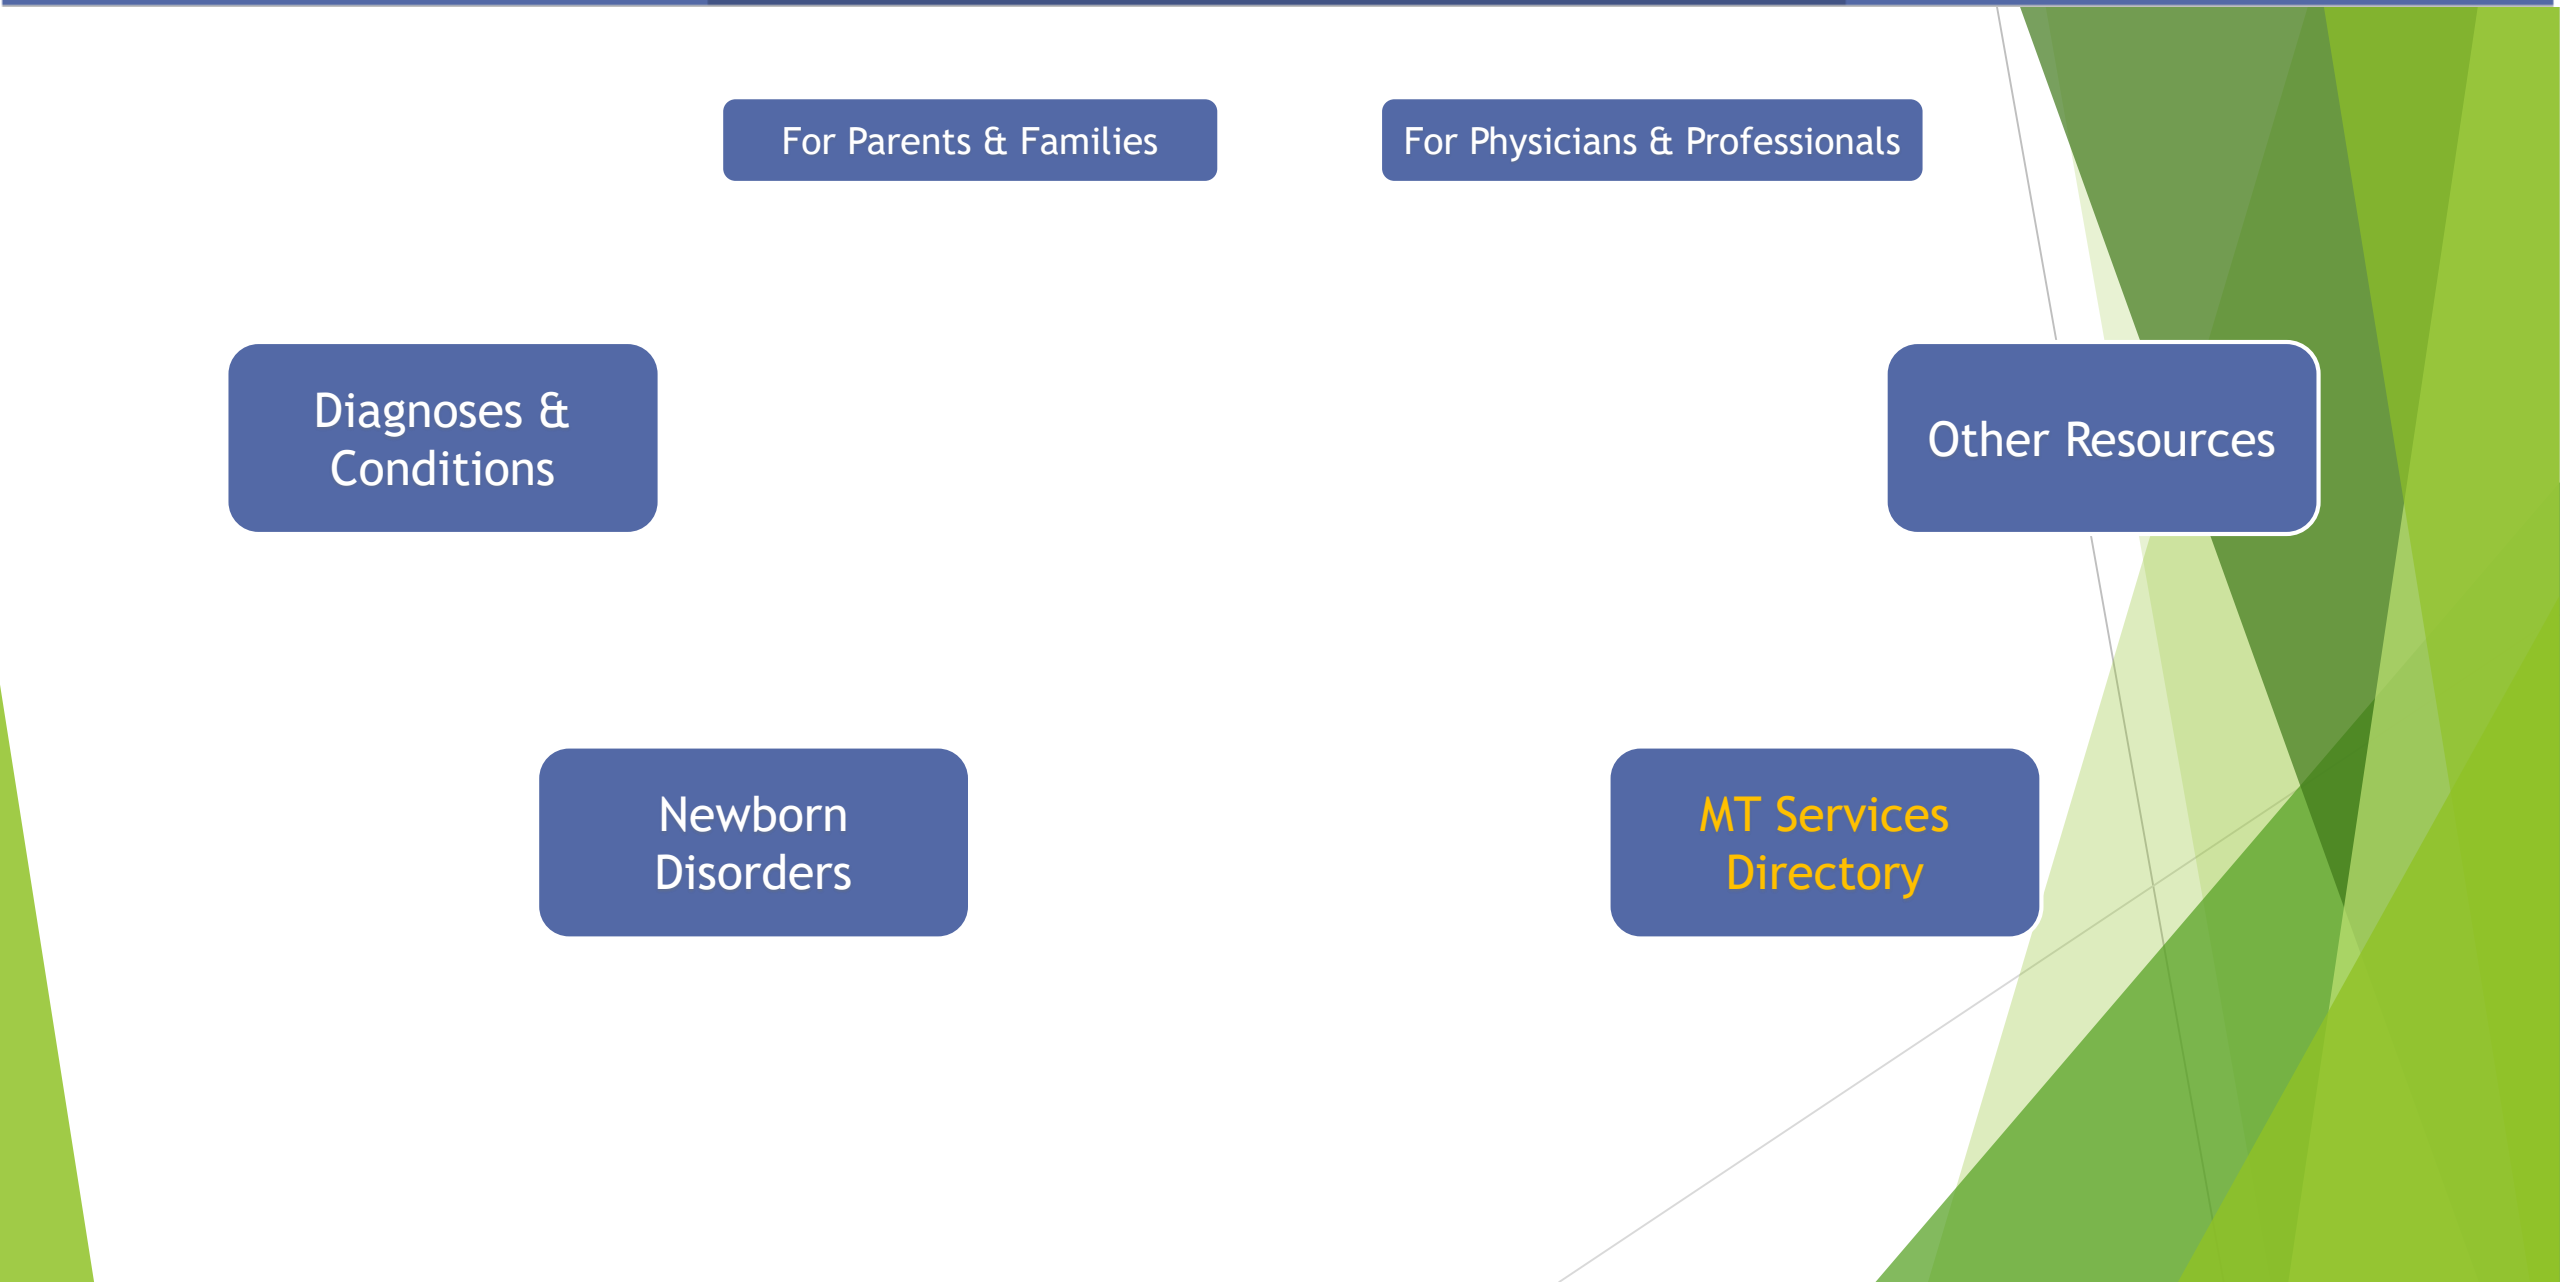 For Parents & Families
For Physicians & Professionals
Diagnoses &
Conditions
Other Resources
Newborn
Disorders
MT Services
Directory